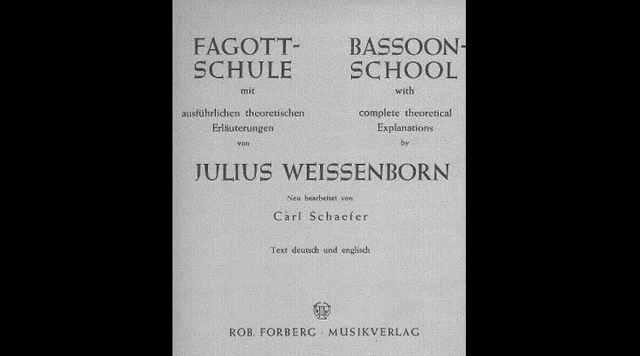 FAGOTT-
SCHULE
mit
ausführlichen theoretischen
Erläuterungen
von
BASSOON-
SCHOOL
with
complete theoretical
Explanations
by
JULIUS WEISSENBORN
Neu bearbeitet von
Carl Schaefer
Text deutsch und englisch
ROB. FORBERG · MUSIKVERLAG